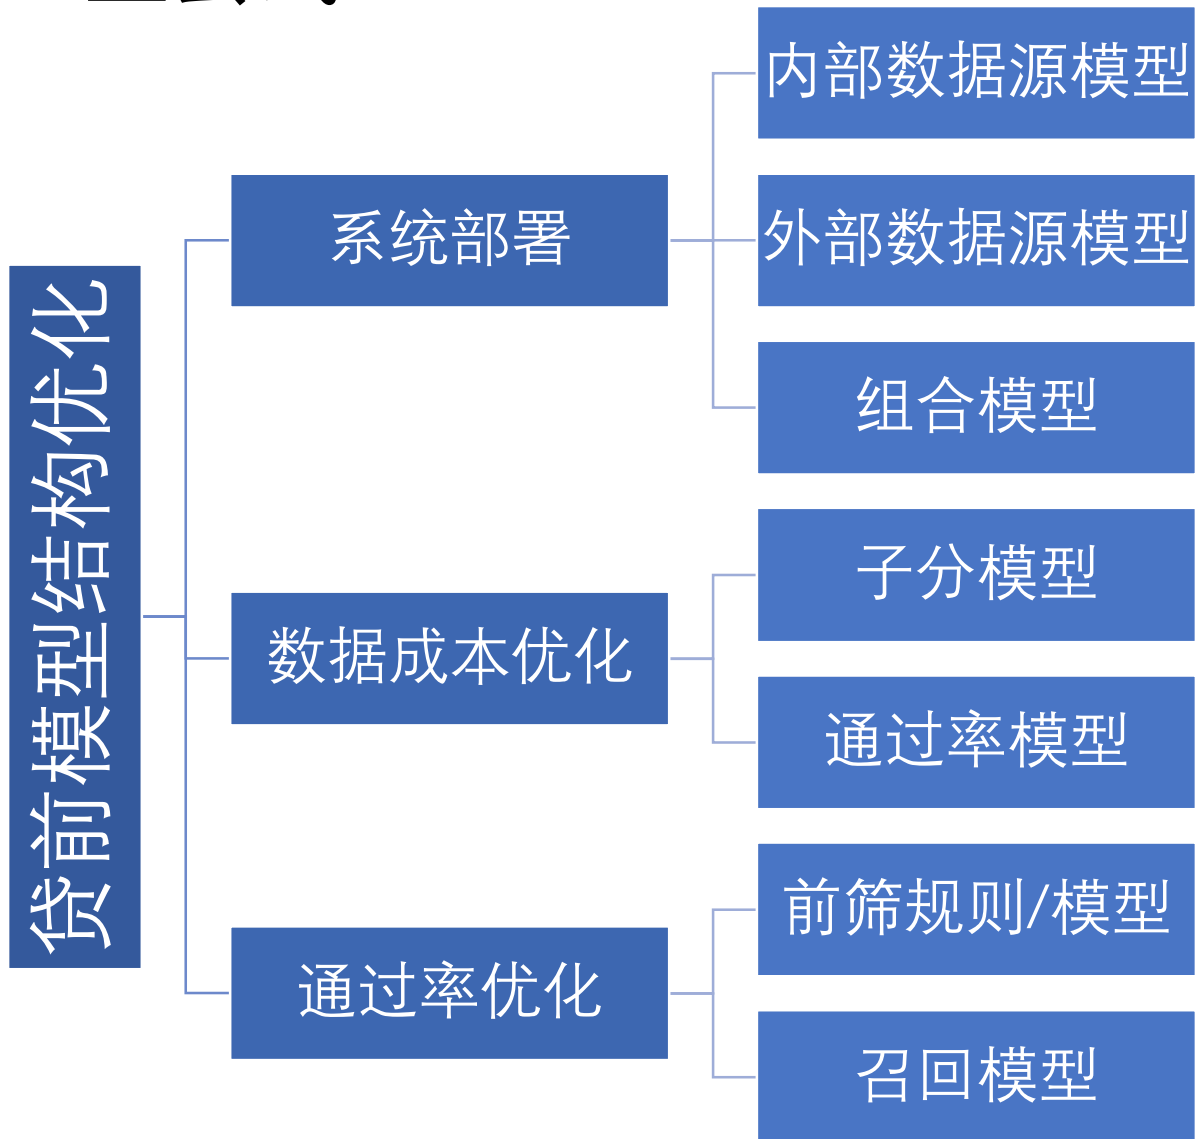 贷前模型结构优化
系统部署
内部数据源模型
外部数据源模型
组合模型
数据成本优化
子分模型
通过率模型
通过率优化
前筛规则/模型
召回模型